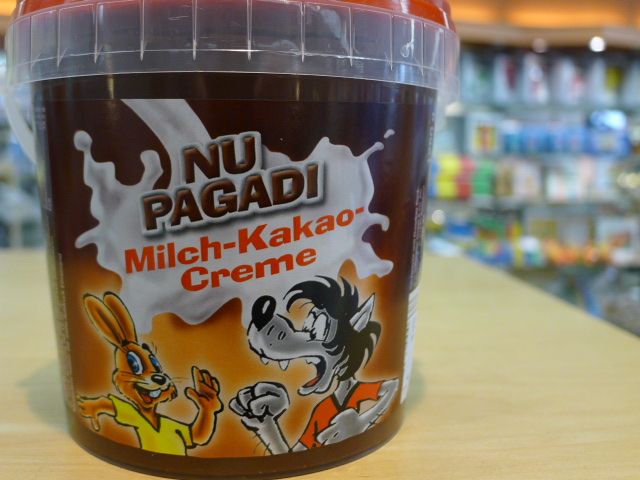 NU
PAGADI
Milch-Kakao-
Creme